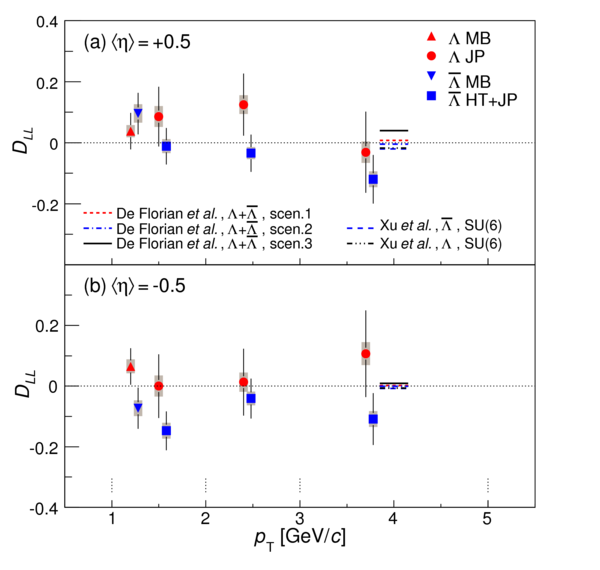 0.4
(a) ⟨η⟩ = +0.5
Λ MB
Λ JP
Λ̅ MB
Λ̅ HT+JP
0.2
0
-0.2
D_LL
De Florian et al., Λ+Λ̅, scen.1
De Florian et al., Λ+Λ̅, scen.2
De Florian et al., Λ+Λ̅, scen.3
Xu et al., Λ̅, SU(6)
Xu et al., Λ, SU(6)
(b) ⟨η⟩ = -0.5
0.2
0
-0.2
-0.4
D_LL
1 2 3 4 5
p_T [GeV/c]